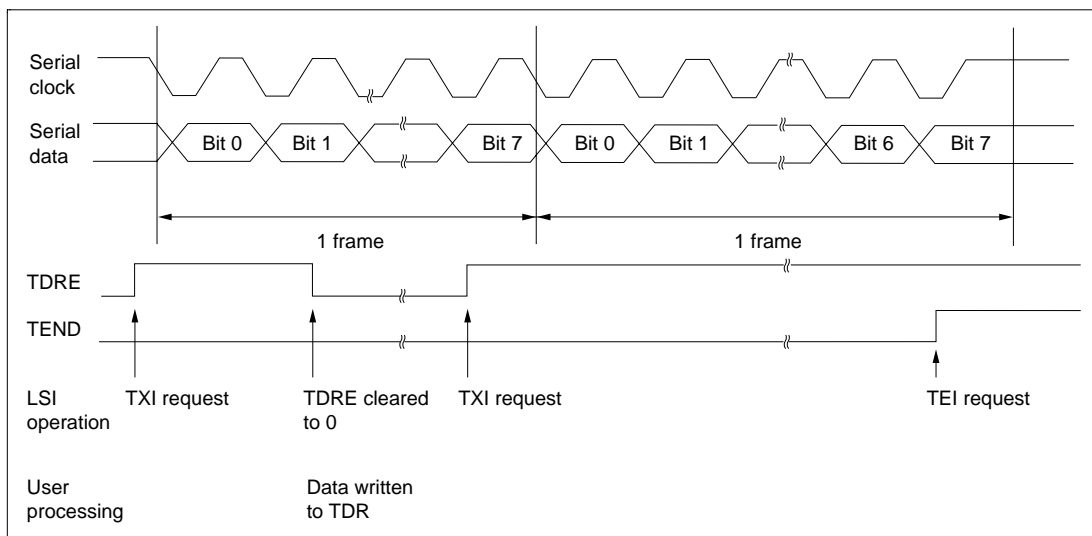 Serial
clock
Serial
data
Bit 0
Bit 1
Bit 7
Bit 0
Bit 1
Bit 6
Bit 7
1 frame
1 frame
TDRE
TEND
LSI
operation
TXI request
TDRE cleared
to 0
TXI request
TEI request
User
processing
Data written
to TDR